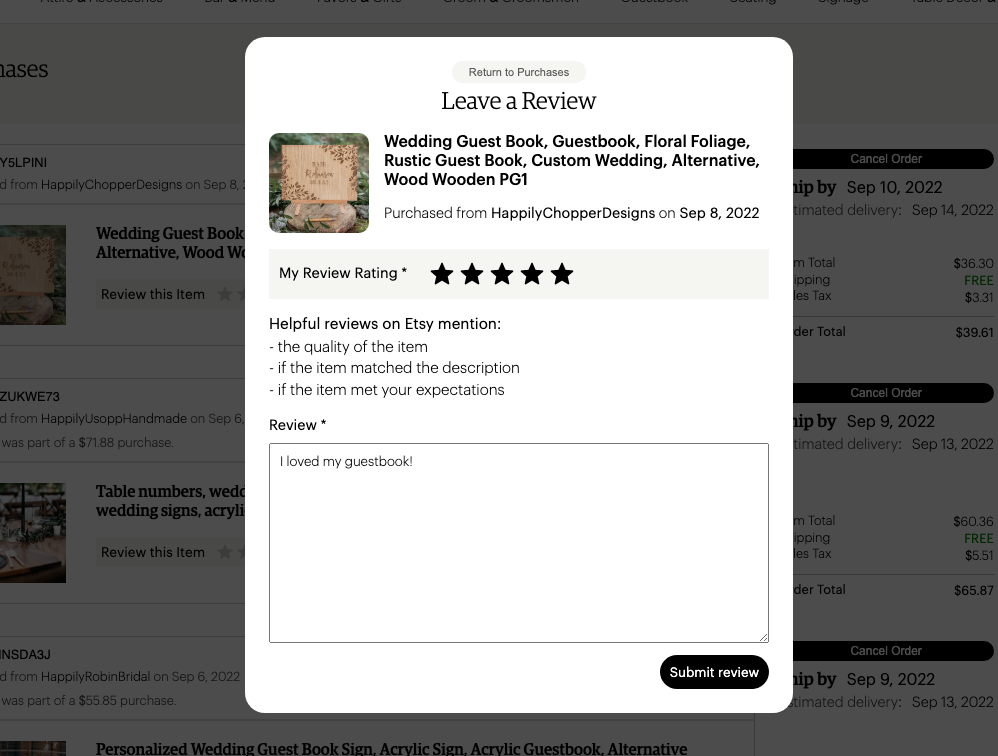 Attire & Accessories Bar & Menu Favors & Gifts Groom & Groomsmen Guestbook Seating Signage Table Decor &
hases
Return to Purchases
Leave a Review
Wedding Guest Book, Guestbook, Floral Foliage,
Rustic Guest Book, Custom Wedding, Alternative,
Wood Wooden PG1
Purchased from HappilyChopperDesigns on Sep 8, 2022
My Review Rating *
Helpful reviews on Etsy mention:
- the quality of the item
- if the item matched the description
- if the item met your expectations
Review *
I loved my guestbook!
Submit review
Y5LPINI
d from HappilyChopperDesigns on Sep 8, 2
Wedding Guest Book
Alternative, Wood Wo
Review this Item
Cancel Order
hip by Sep 10, 2022
timated delivery: Sep 14, 2022
m Total $36.30
ipping FREE
les Tax $3.31
der Total $39.61
ZUKWE73
d from HappilyUsoppHandmade on Sep 6,
was part of a $71.88 purchase.
Table numbers, wedd
wedding signs, acryli
Review this Item
Cancel Order
hip by Sep 9, 2022
timated delivery: Sep 13, 2022
m Total $60.36
ipping FREE
les Tax $5.51
der Total $65.87
INSDA3J
d from HappilyRobinBridal on Sep 6, 2022
was part of a $55.85 purchase.
Personalized Wedding Guest Book Sign, Acrylic Sign, Acrylic Guestbook, Alternative
Cancel Order
hip by Sep 9, 2022
timated delivery: Sep 13, 2022